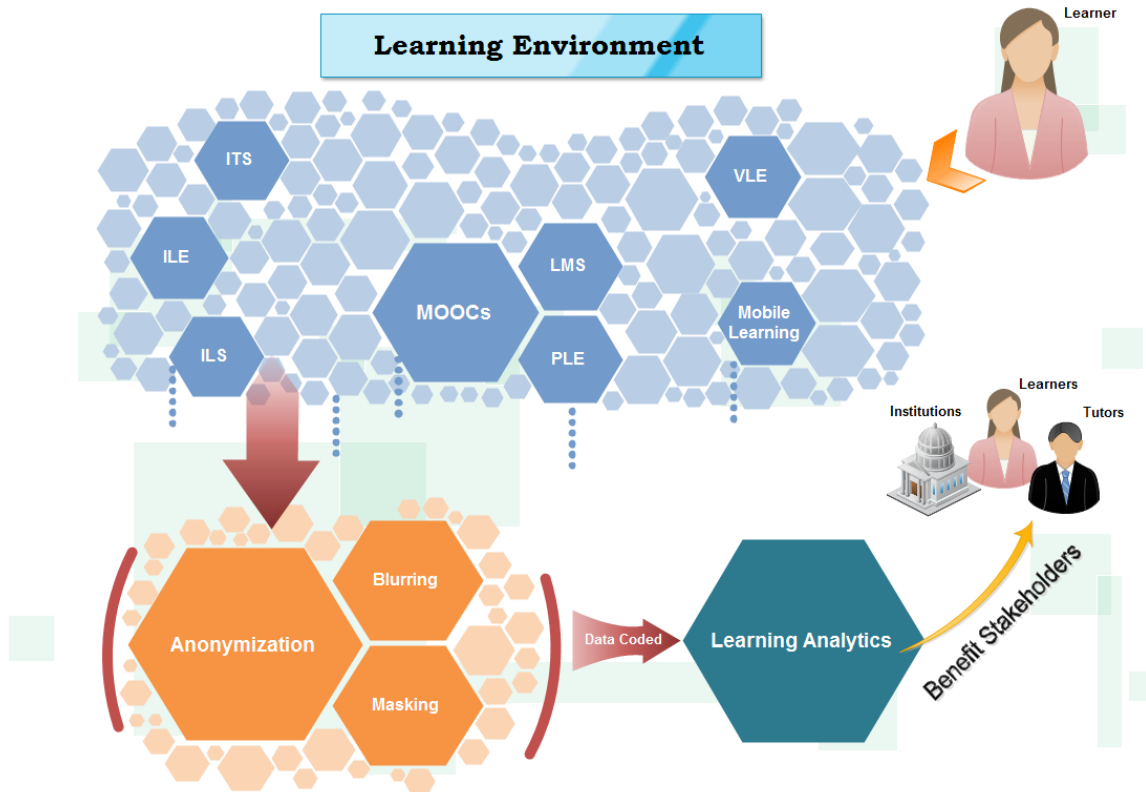 Learner
Learning Environment
ITS
VLE
ILE
LMS
MOOCs
Mobile
Learning
ILS
PLE
Learners
Institutions
Tutors
Blurring
Anonymization
Data Coded
Learning Analytics
Masking
Benefit Stakeholders